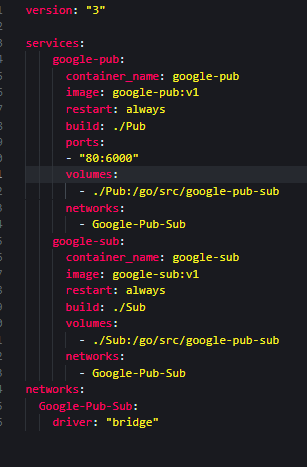 version: "3"
services:
google-pub:
container_name: google-pub
image: google-pub:v1
restart: always
build: ./Pub
ports:
- "80:6000"
volumes:
- ./Pub:/go/src/google-pub-sub
networks:
- Google-Pub-Sub
google-sub:
container_name: google-sub
image: google-sub:v1
restart: always
build: ./Sub
volumes:
- ./Sub:/go/src/google-pub-sub
networks:
- Google-Pub-Sub
networks:
Google-Pub-Sub:
driver: "bridge"